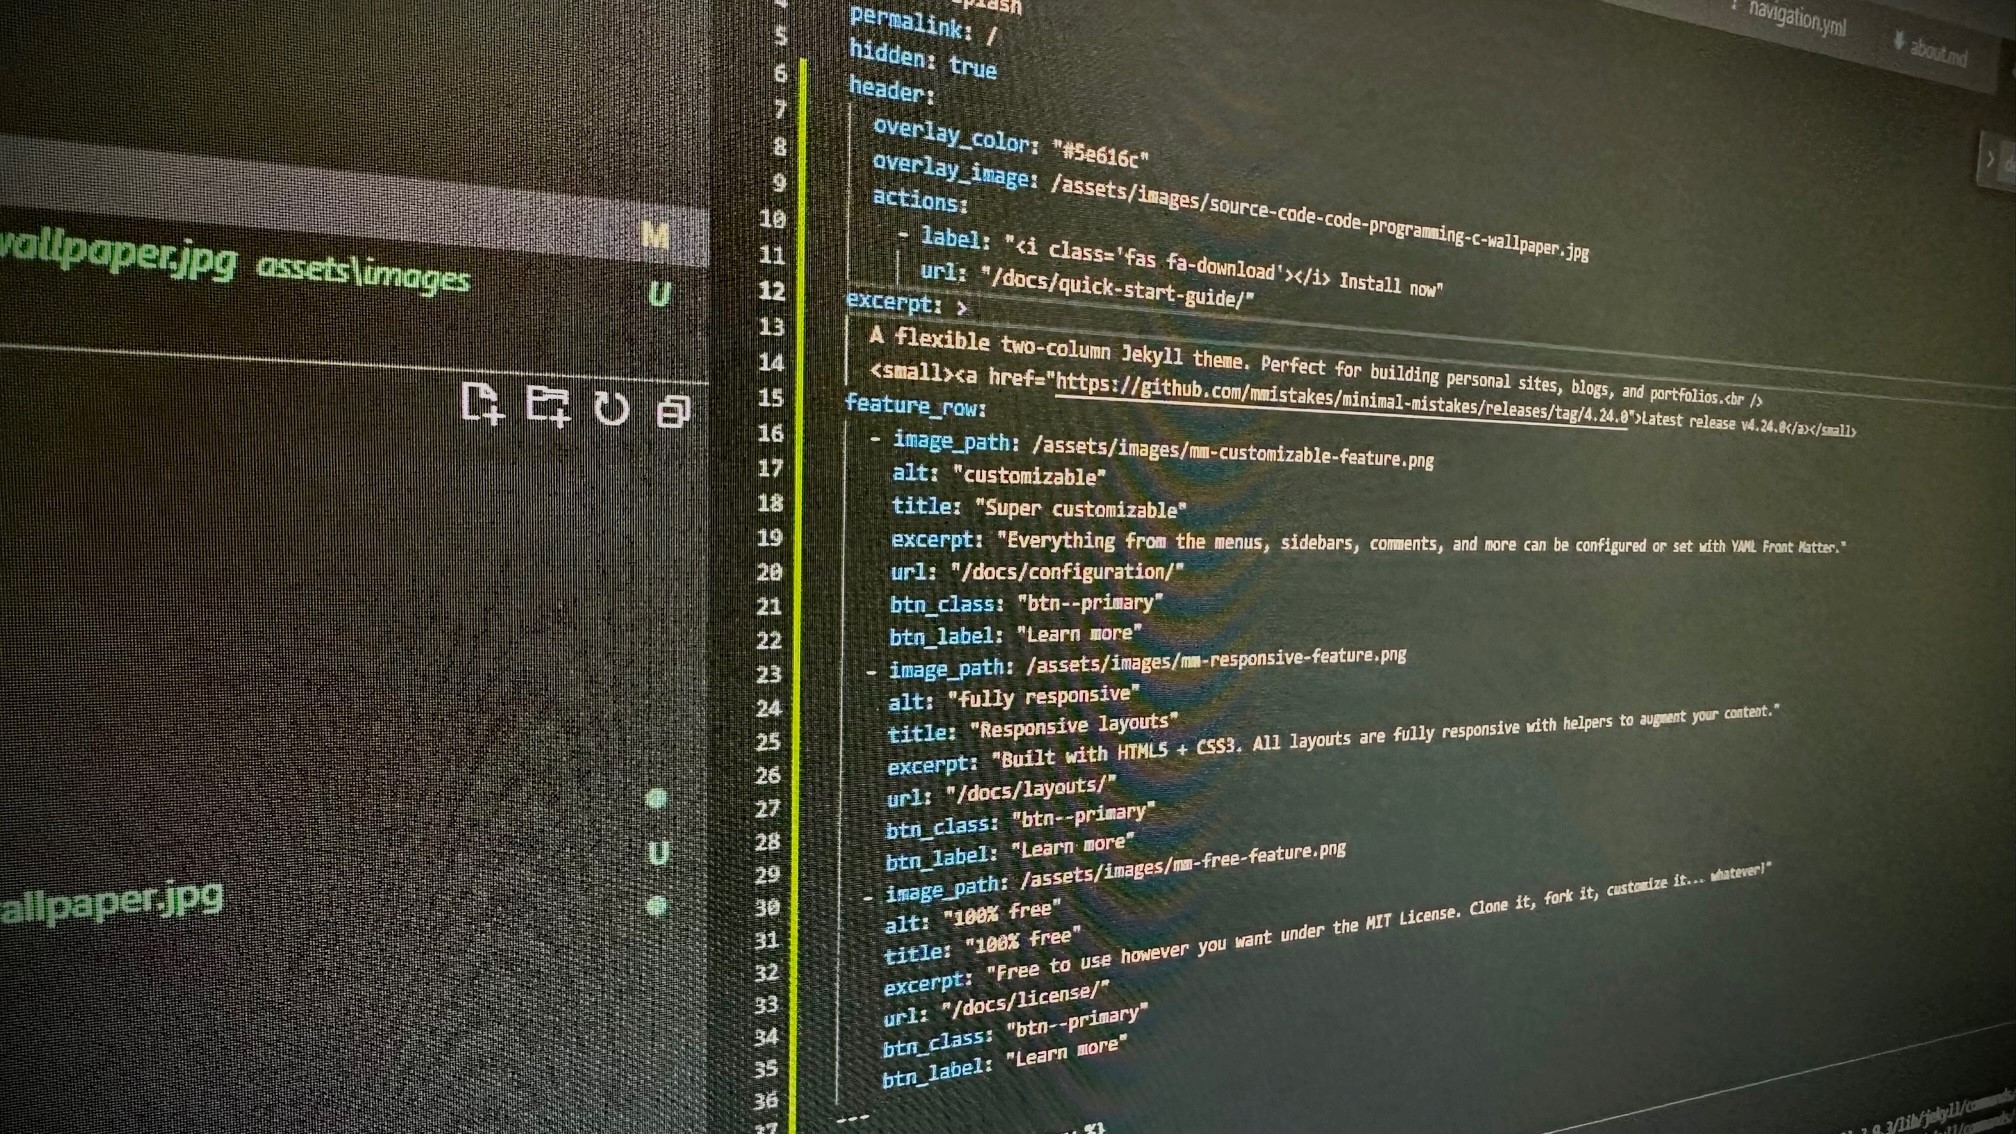 navigation.yml
about.md
wallpaper.jpg assets\images
M
U
U
allpaper.jpg
5 permalink: /
6 hidden: true
7 header:
8 overlay_color: "#5e616c"
9 overlay_image: /assets/images/source-code-code-programming-c-wallpaper.jpg
10 actions:
11 - label: "<i class='fas fa-download'></i> Install now"
12 url: "/docs/quick-start-guide/"
13 excerpt: >
14 A flexible two-column Jekyll theme. Perfect for building personal sites, blogs, and portfolios.<br />
15 <small><a href="https://github.com/mmistakes/minimal-mistakes/releases/tag/4.24.0">Latest release v4.24.0</a></small>
16 feature_row:
17 - image_path: /assets/images/mm-customizable-feature.png
18 alt: "customizable"
19 title: "Super customizable"
20 excerpt: "Everything from the menus, sidebars, comments, and more can be configured or set with YAML Front Matter."
21 url: "/docs/configuration/"
22 btn_class: "btn--primary"
23 btn_label: "Learn more"
24 - image_path: /assets/images/mm-responsive-feature.png
25 alt: "fully responsive"
26 title: "Responsive layouts"
27 excerpt: "Built with HTML5 + CSS3. All layouts are fully responsive with helpers to augment your content."
28 url: "/docs/layouts/"
29 btn_class: "btn--primary"
30 btn_label: "Learn more"
31 - image_path: /assets/images/mm-free-feature.png
32 alt: "100% free"
33 title: "100% free"
34 excerpt: "Free to use however you want under the MIT License. Clone it, fork it, customize it... whatever!"
35 url: "/docs/license/"
36 btn_class: "btn--primary"
37 btn_label: "Learn more"
---
%}